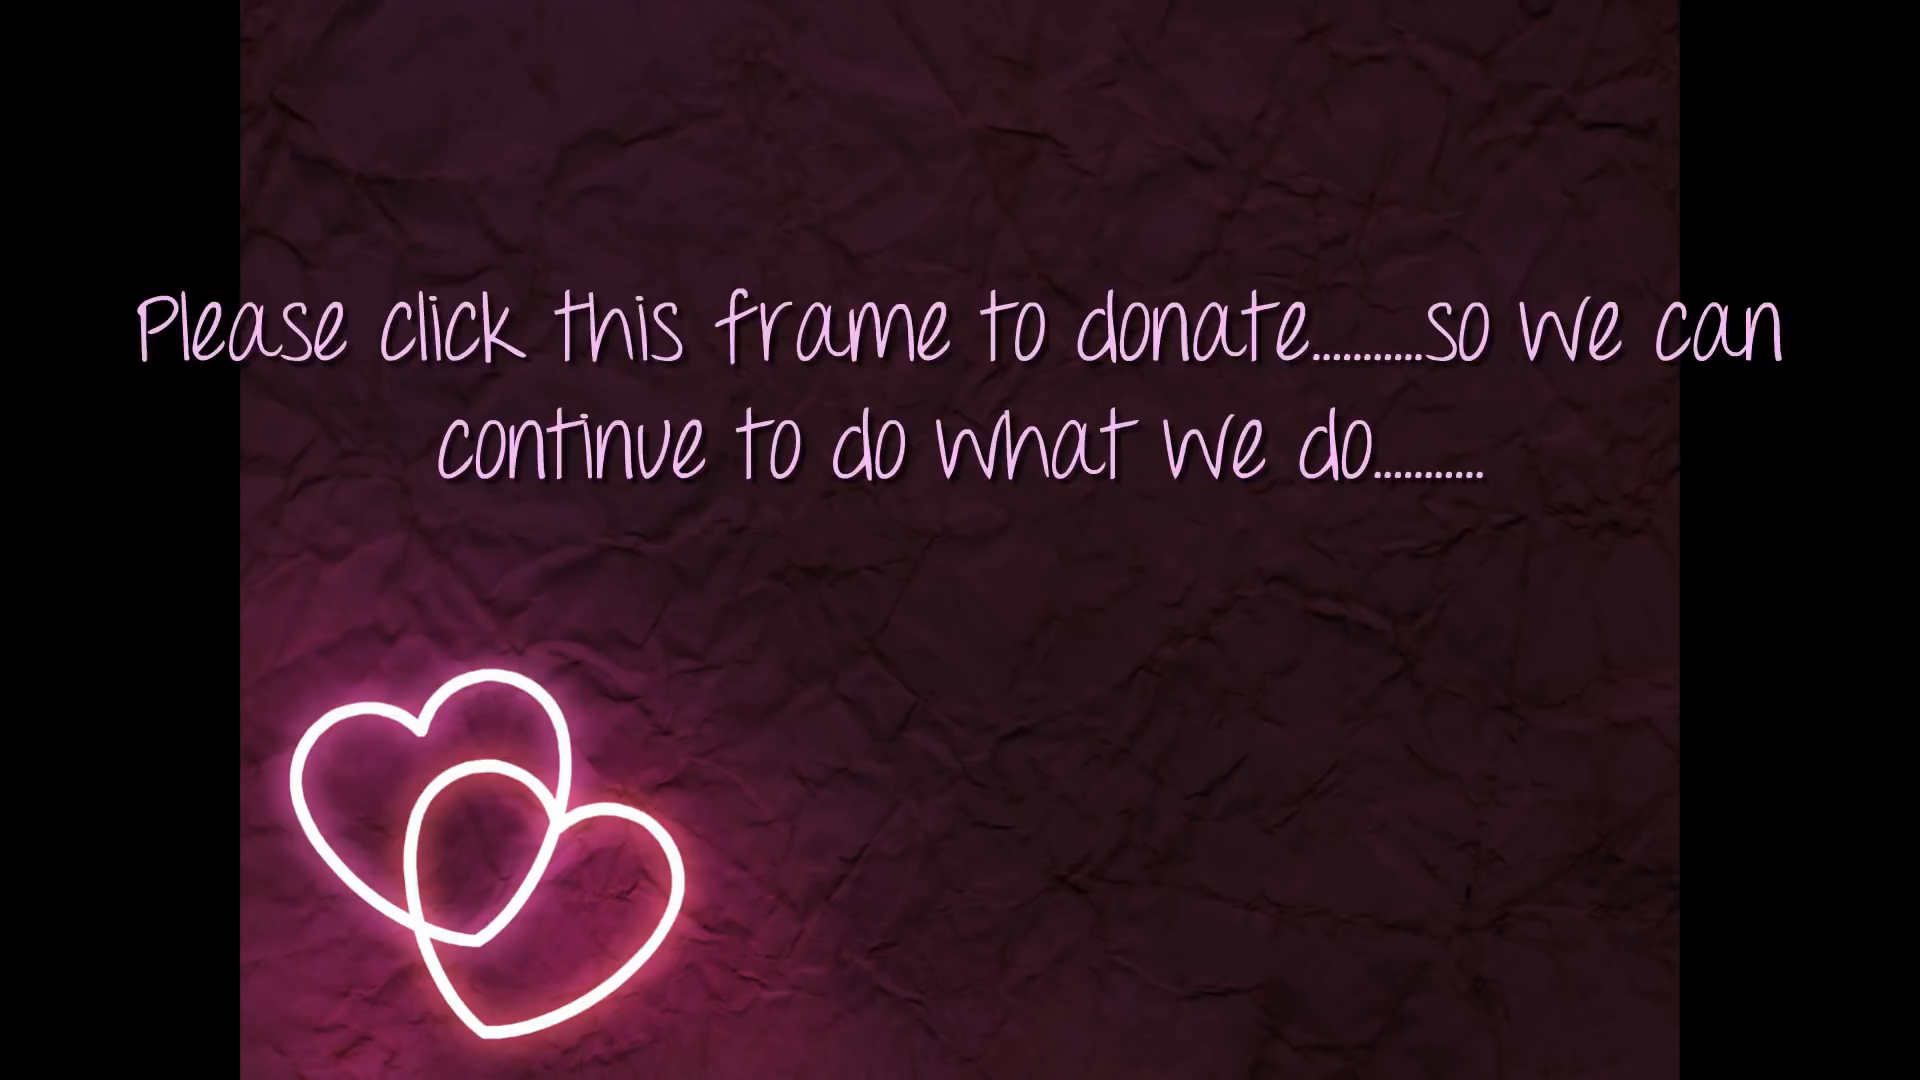 Please click this frame to donate...........so we can
continue to do what we do...........